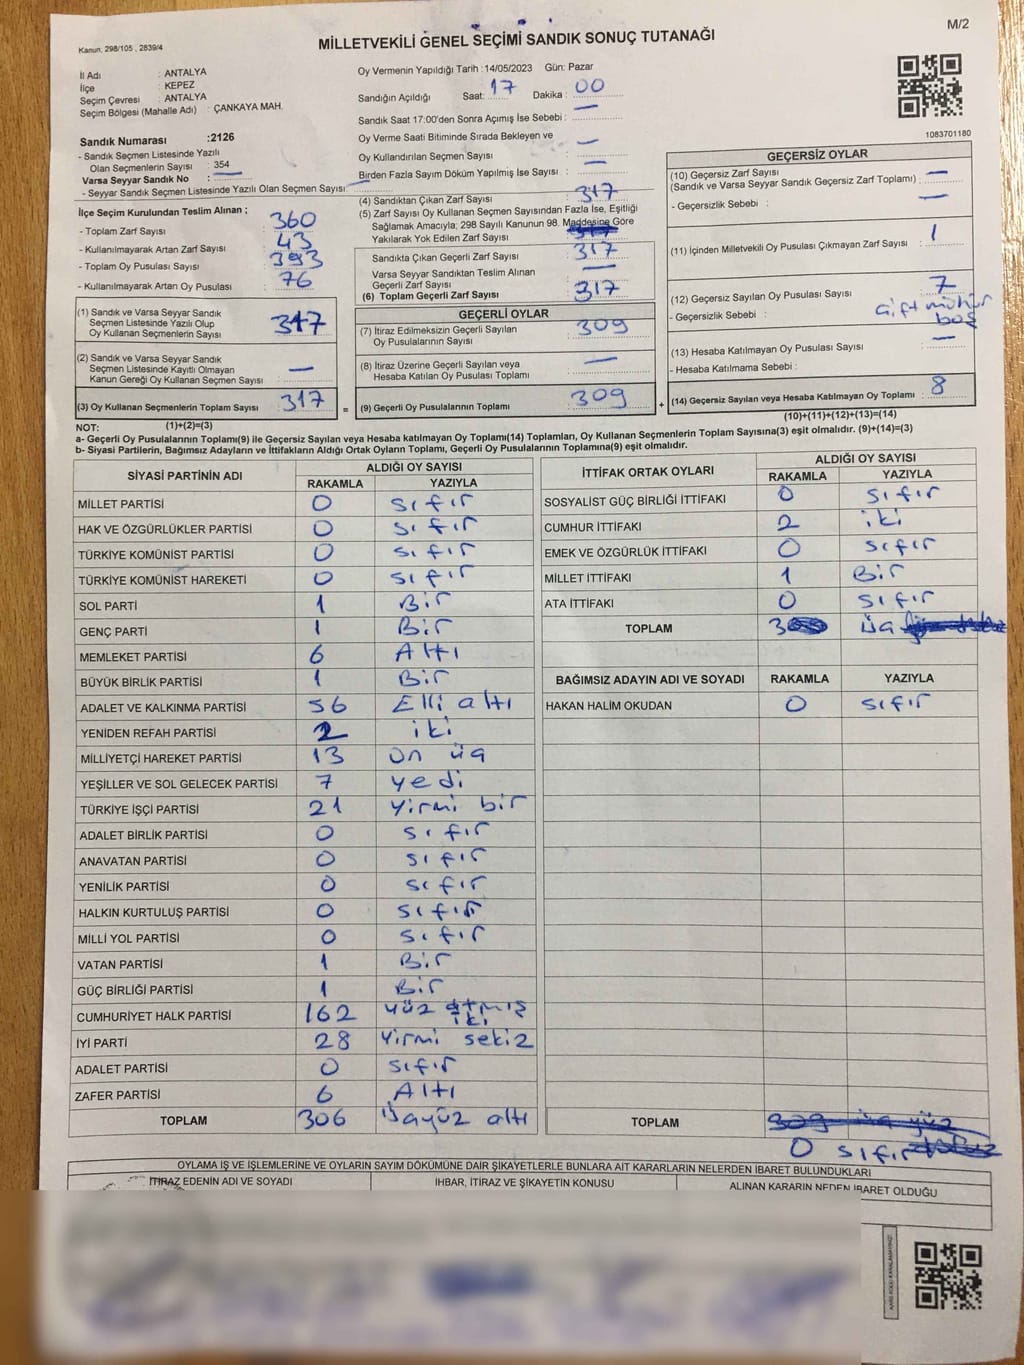 M/2
Kanun, 298/105 , 2839/4
MİLLETVEKİLİ GENEL SEÇİMİ SANDIK SONUÇ TUTANAĞI
İl Adı : ANTALYA
İlçe : KEPEZ
Seçim Çevresi : ANTALYA
Seçim Bölgesi (Mahalle Adı) : ÇANKAYA MAH.
Sandık Numarası :2126
- Sandık Seçmen Listesinde Yazılı
Olan Seçmenlerin Sayısı : 354
Varsa Seyyar Sandık No :
- Seyyar Sandık Seçmen Listesinde Yazılı Olan Seçmen Sayısı: —
Oy Vermenin Yapıldığı Tarih :14/05/2023 Gün: Pazar
Sandığın Açıldığı Saat: 17 Dakika : 00
Sandık Saat 17:00'den Sonra Açımış İse Sebebi : —
Oy Verme Saati Bitiminde Sırada Bekleyen ve
Oy Kullandırılan Seçmen Sayısı : —
Birden Fazla Sayım Döküm Yapılmış İse Sayısı : —
1083701180
İlçe Seçim Kurulundan Teslim Alınan ;
- Toplam Zarf Sayısı : 360
- Kullanılmayarak Artan Zarf Sayısı : 43
- Toplam Oy Pusulası Sayısı : 393
- Kullanılmayarak Artan Oy Pusulası : 76
(4) Sandıktan Çıkan Zarf Sayısı : 317
(5) Zarf Sayısı Oy Kullanan Seçmen Sayısından Fazla İse, Eşitliği
Sağlamak Amacıyla; 298 Sayılı Kanunun 98. Maddesine Göre
Yakılarak Yok Edilen Zarf Sayısı :
Sandıkta Çıkan Geçerli Zarf Sayısı : 317
Varsa Seyyar Sandıktan Teslim Alınan
Geçerli Zarf Sayısı : —
(6) Toplam Geçerli Zarf Sayısı : 317
GEÇERSİZ OYLAR
(10) Geçersiz Zarf Sayısı
(Sandık ve Varsa Seyyar Sandık Geçersiz Zarf Toplamı) : —
- Geçersizlik Sebebi : —
(11) İçinden Milletvekili Oy Pusulası Çıkmayan Zarf Sayısı : 1
(12) Geçersiz Sayılan Oy Pusulası Sayısı : 7
- Geçersizlik Sebebi : Çift mühür
boş
(13) Hesaba Katılmayan Oy Pusulası Sayısı : —
- Hesaba Katılmama Sebebi :
(14) Geçersiz Sayılan veya Hesaba Katılmayan Oy Toplamı : 8
(10)+(11)+(12)+(13)=(14)
(1) Sandık ve Varsa Seyyar Sandık
Seçmen Listesinde Yazılı Olup
Oy Kullanan Seçmenlerin Sayısı : 317
(2) Sandık ve Varsa Seyyar Sandık
Seçmen Listesinde Kayıtlı Olmayan
Kanun Gereği Oy Kullanan Seçmen Sayısı : —
(3) Oy Kullanan Seçmenlerin Toplam Sayısı : 317
(1)+(2)=(3)
GEÇERLİ OYLAR
(7) İtiraz Edilmeksizin Geçerli Sayılan
Oy Pusulalarının Sayısı : 309
(8) İtiraz Üzerine Geçerli Sayılan veya
Hesaba Katılan Oy Pusulası Toplamı : —
= (9) Geçerli Oy Pusulalarının Toplamı : 309 +
NOT:
a- Geçerli Oy Pusulalarının Toplamı(9) ile Geçersiz Sayılan veya Hesaba katılmayan Oy Toplamı(14) Toplamları, Oy Kullanan Seçmenlerin Toplam Sayısına(3) eşit olmalıdır. (9)+(14)=(3)
b- Siyasi Partilerin, Bağımsız Adayların ve İttifakların Aldığı Ortak Oyların Toplamı, Geçerli Oy Pusulalarının Toplamına(9) eşit olmalıdır.
SİYASİ PARTİNİN ADI ALDIĞI OY SAYISI
RAKAMLA YAZIYLA
MİLLET PARTİSİ 0 sıfır
HAK VE ÖZGÜRLÜKLER PARTİSİ 0 sıfır
TÜRKİYE KOMÜNİST PARTİSİ 0 sıfır
TÜRKİYE KOMÜNİST HAREKETİ 0 sıfır
SOL PARTİ 1 Bir
GENÇ PARTİ 1 Bir
MEMLEKET PARTİSİ 6 Altı
BÜYÜK BİRLİK PARTİSİ 1 Bir
ADALET VE KALKINMA PARTİSİ 56 Elli altı
YENİDEN REFAH PARTİSİ 2 iki
MİLLİYETÇİ HAREKET PARTİSİ 13 on üç
YEŞİLLER VE SOL GELECEK PARTİSİ 7 yedi
TÜRKİYE İŞÇİ PARTİSİ 21 Yirmi bir
ADALET BİRLİK PARTİSİ 0 sıfır
ANAVATAN PARTİSİ 0 sıfır
YENİLİK PARTİSİ 0 sıfır
HALKIN KURTULUŞ PARTİSİ 0 sıfır
MİLLİ YOL PARTİSİ 0 sıfır
VATAN PARTİSİ 1 Bir
GÜÇ BİRLİĞİ PARTİSİ 1 Bir
CUMHURİYET HALK PARTİSİ 162 yüz atmış
iki
İYİ PARTİ 28 Yirmi sekiz
ADALET PARTİSİ 0 sıfır
ZAFER PARTİSİ 6 Altı
TOPLAM 306 Üçyüz altı
İTTİFAK ORTAK OYLARI ALDIĞI OY SAYISI
RAKAMLA YAZIYLA
SOSYALİST GÜÇ BİRLİĞİ İTTİFAKI 0 sıfır
CUMHUR İTTİFAKI 2 iki
EMEK VE ÖZGÜRLÜK İTTİFAKI 0 sıfır
MİLLET İTTİFAKI 1 Bir
ATA İTTİFAKI 0 sıfır
TOPLAM 3 üç
BAĞIMSIZ ADAYIN ADI VE SOYADI RAKAMLA YAZIYLA
HAKAN HALİM OKUDAN 0 sıfır
TOPLAM 309 üç yüz
0 sıfır
OYLAMA İŞ VE İŞLEMLERİNE VE OYLARIN SAYIM DÖKÜMÜNE DAİR ŞİKAYETLERLE BUNLARA AİT KARARLARIN NELERDEN İBARET BULUNDUKLARI
İTİRAZ EDENİN ADI VE SOYADI İHBAR, İTİRAZ VE ŞİKAYETİN KONUSU ALINAN KARARIN NEDEN İBARET OLDUĞU